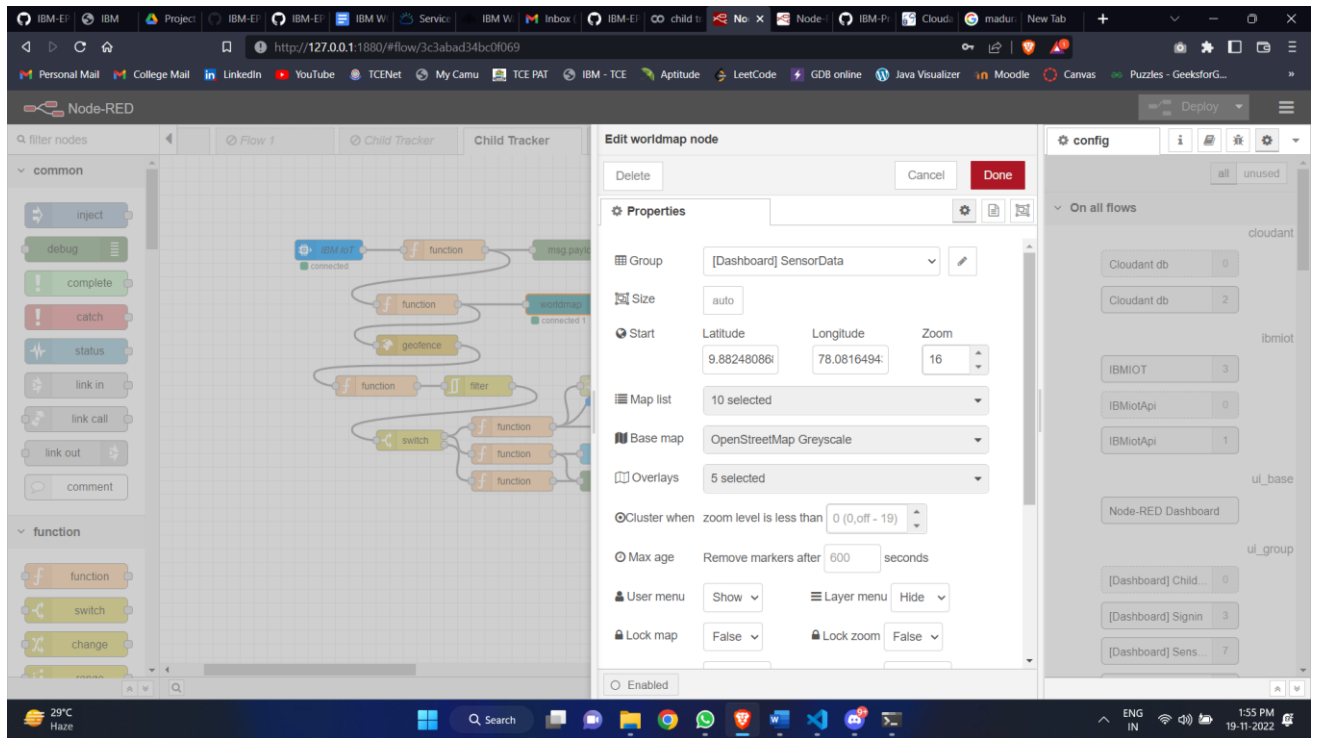 IBM-EF IBM Project IBM-EF IBM-EF IBM W Service IBM W Inbox ( IBM-EF child t No Node- IBM-Pr Clouda madura New Tab
http://127.0.0.1:1880/#flow/3c3abad34bc0f069
Personal Mail College Mail LinkedIn YouTube TCENet My Camu TCE PAT IBM - TCE Aptitude LeetCode GDB online Java Visualizer Moodle Canvas Puzzles - GeeksforG... »
Node-RED Deploy
filter nodes Flow 1 Child Tracker Child Tracker Edit worldmap node config i
common Delete Cancel Done all unused
inject Properties On all flows
debug IBM IoT function msg.paylo cloudant
connected Group [Dashboard] SensorData Cloudant db 0
complete function worldmap Size auto Cloudant db 2
catch connected 1 Start Latitude Longitude Zoom ibmiot
status geofence 9.882480868 78.0816494: 16 IBMIOT 3
link in function filter Map list 10 selected IBMiotApi 0
link call switch function Base map OpenStreetMap Greyscale IBMiotApi 1
link out function Overlays 5 selected ui_base
comment function Cluster when zoom level is less than 0 (0,off - 19) Node-RED Dashboard
function Max age Remove markers after 600 seconds ui_group
function User menu Show Layer menu Hide [Dashboard] Child... 0
switch Lock map False Lock zoom False [Dashboard] Signin 3
change [Dashboard] Sens... 7
Enabled
29°C Search ENG 1:55 PM
Haze IN 19-11-2022